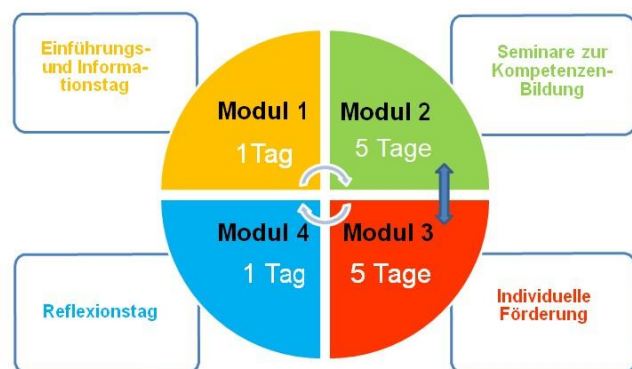 Einführungs-
und Informa-
tionstag
Seminare zur
Kompetenzen-
Bildung
Modul 1
1Tag
Modul 2
5 Tage
Modul 4
1 Tag
Modul 3
5 Tage
Reflexionstag
Individuelle
Förderung